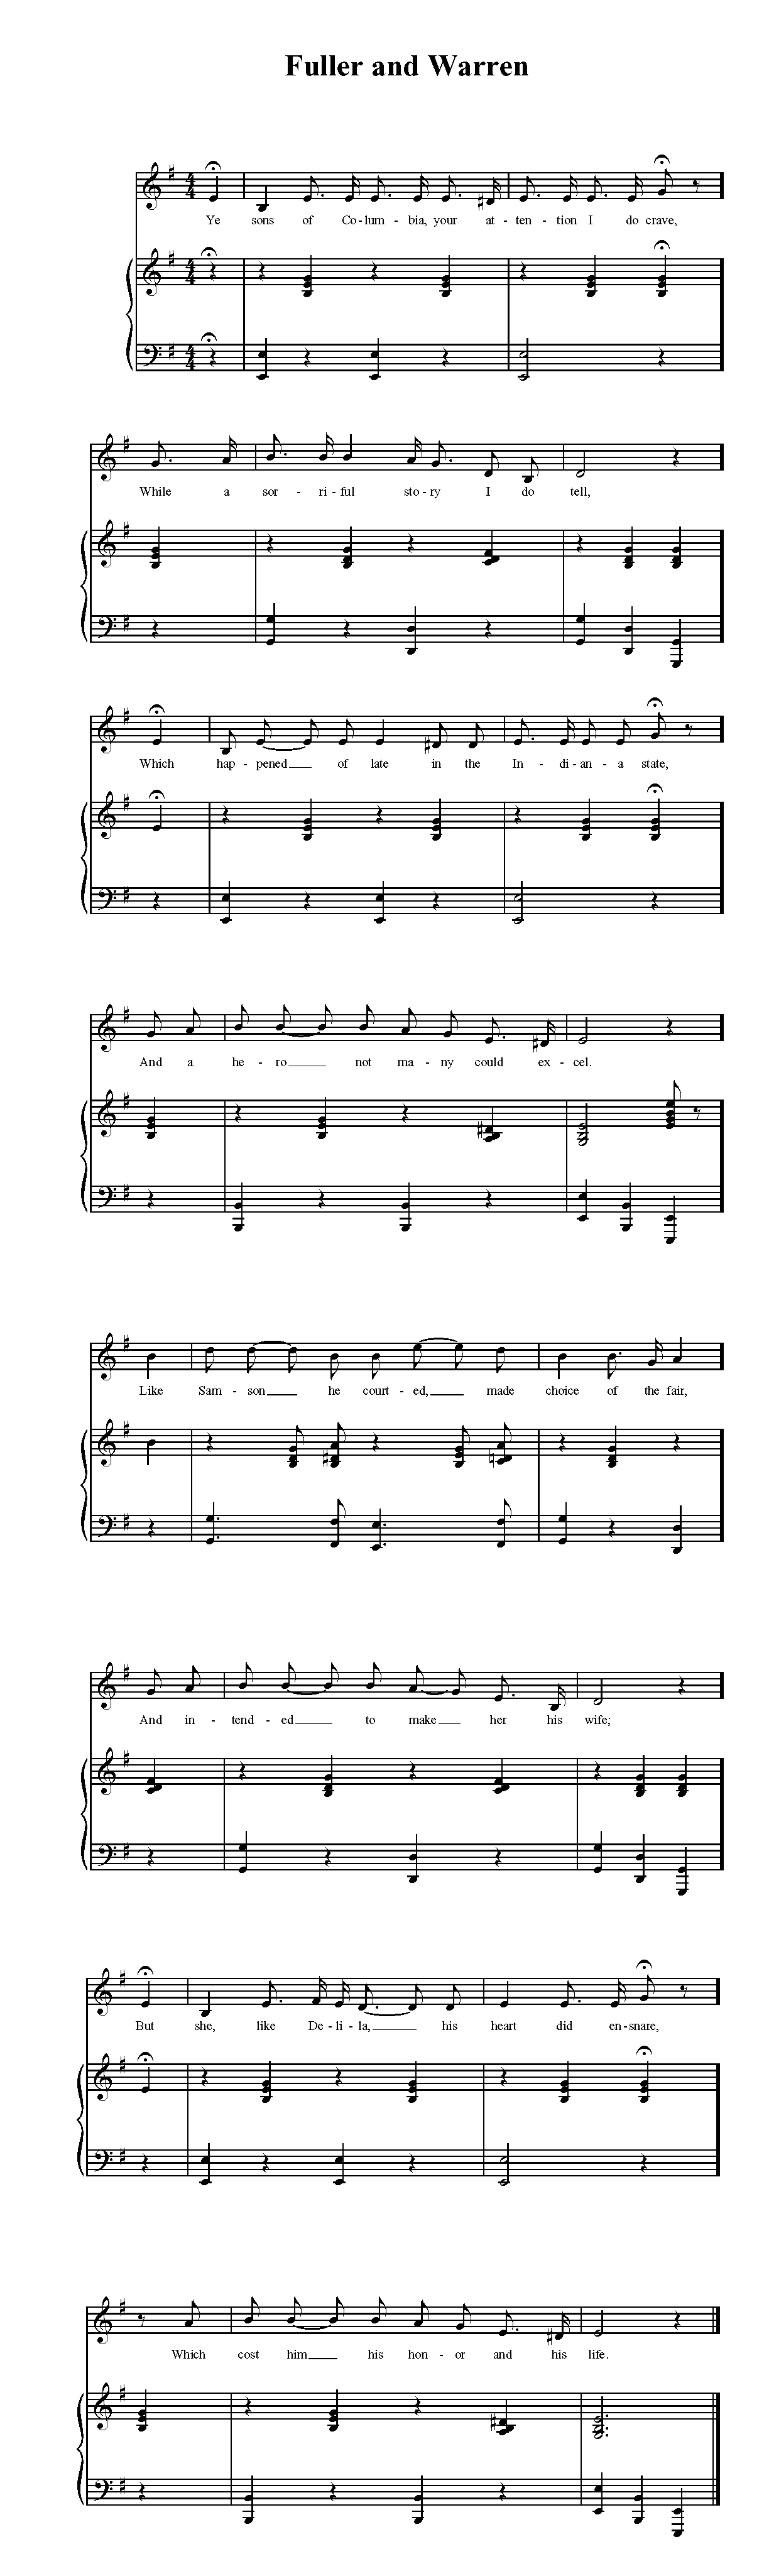 Fuller and Warren
Ye sons of Co - lum - bia, your at - ten - tion I do crave,
While a sor - ri - ful sto - ry I do tell,
Which hap - pened of late in the In - di - an - a state,
And a he - ro not ma - ny could ex - cel.
Like Sam - son he court - ed, made choice of the fair,
And in - tend - ed to make her his wife;
But she, like De - li - la, his heart did en - snare,
Which cost him his hon - or and his life.